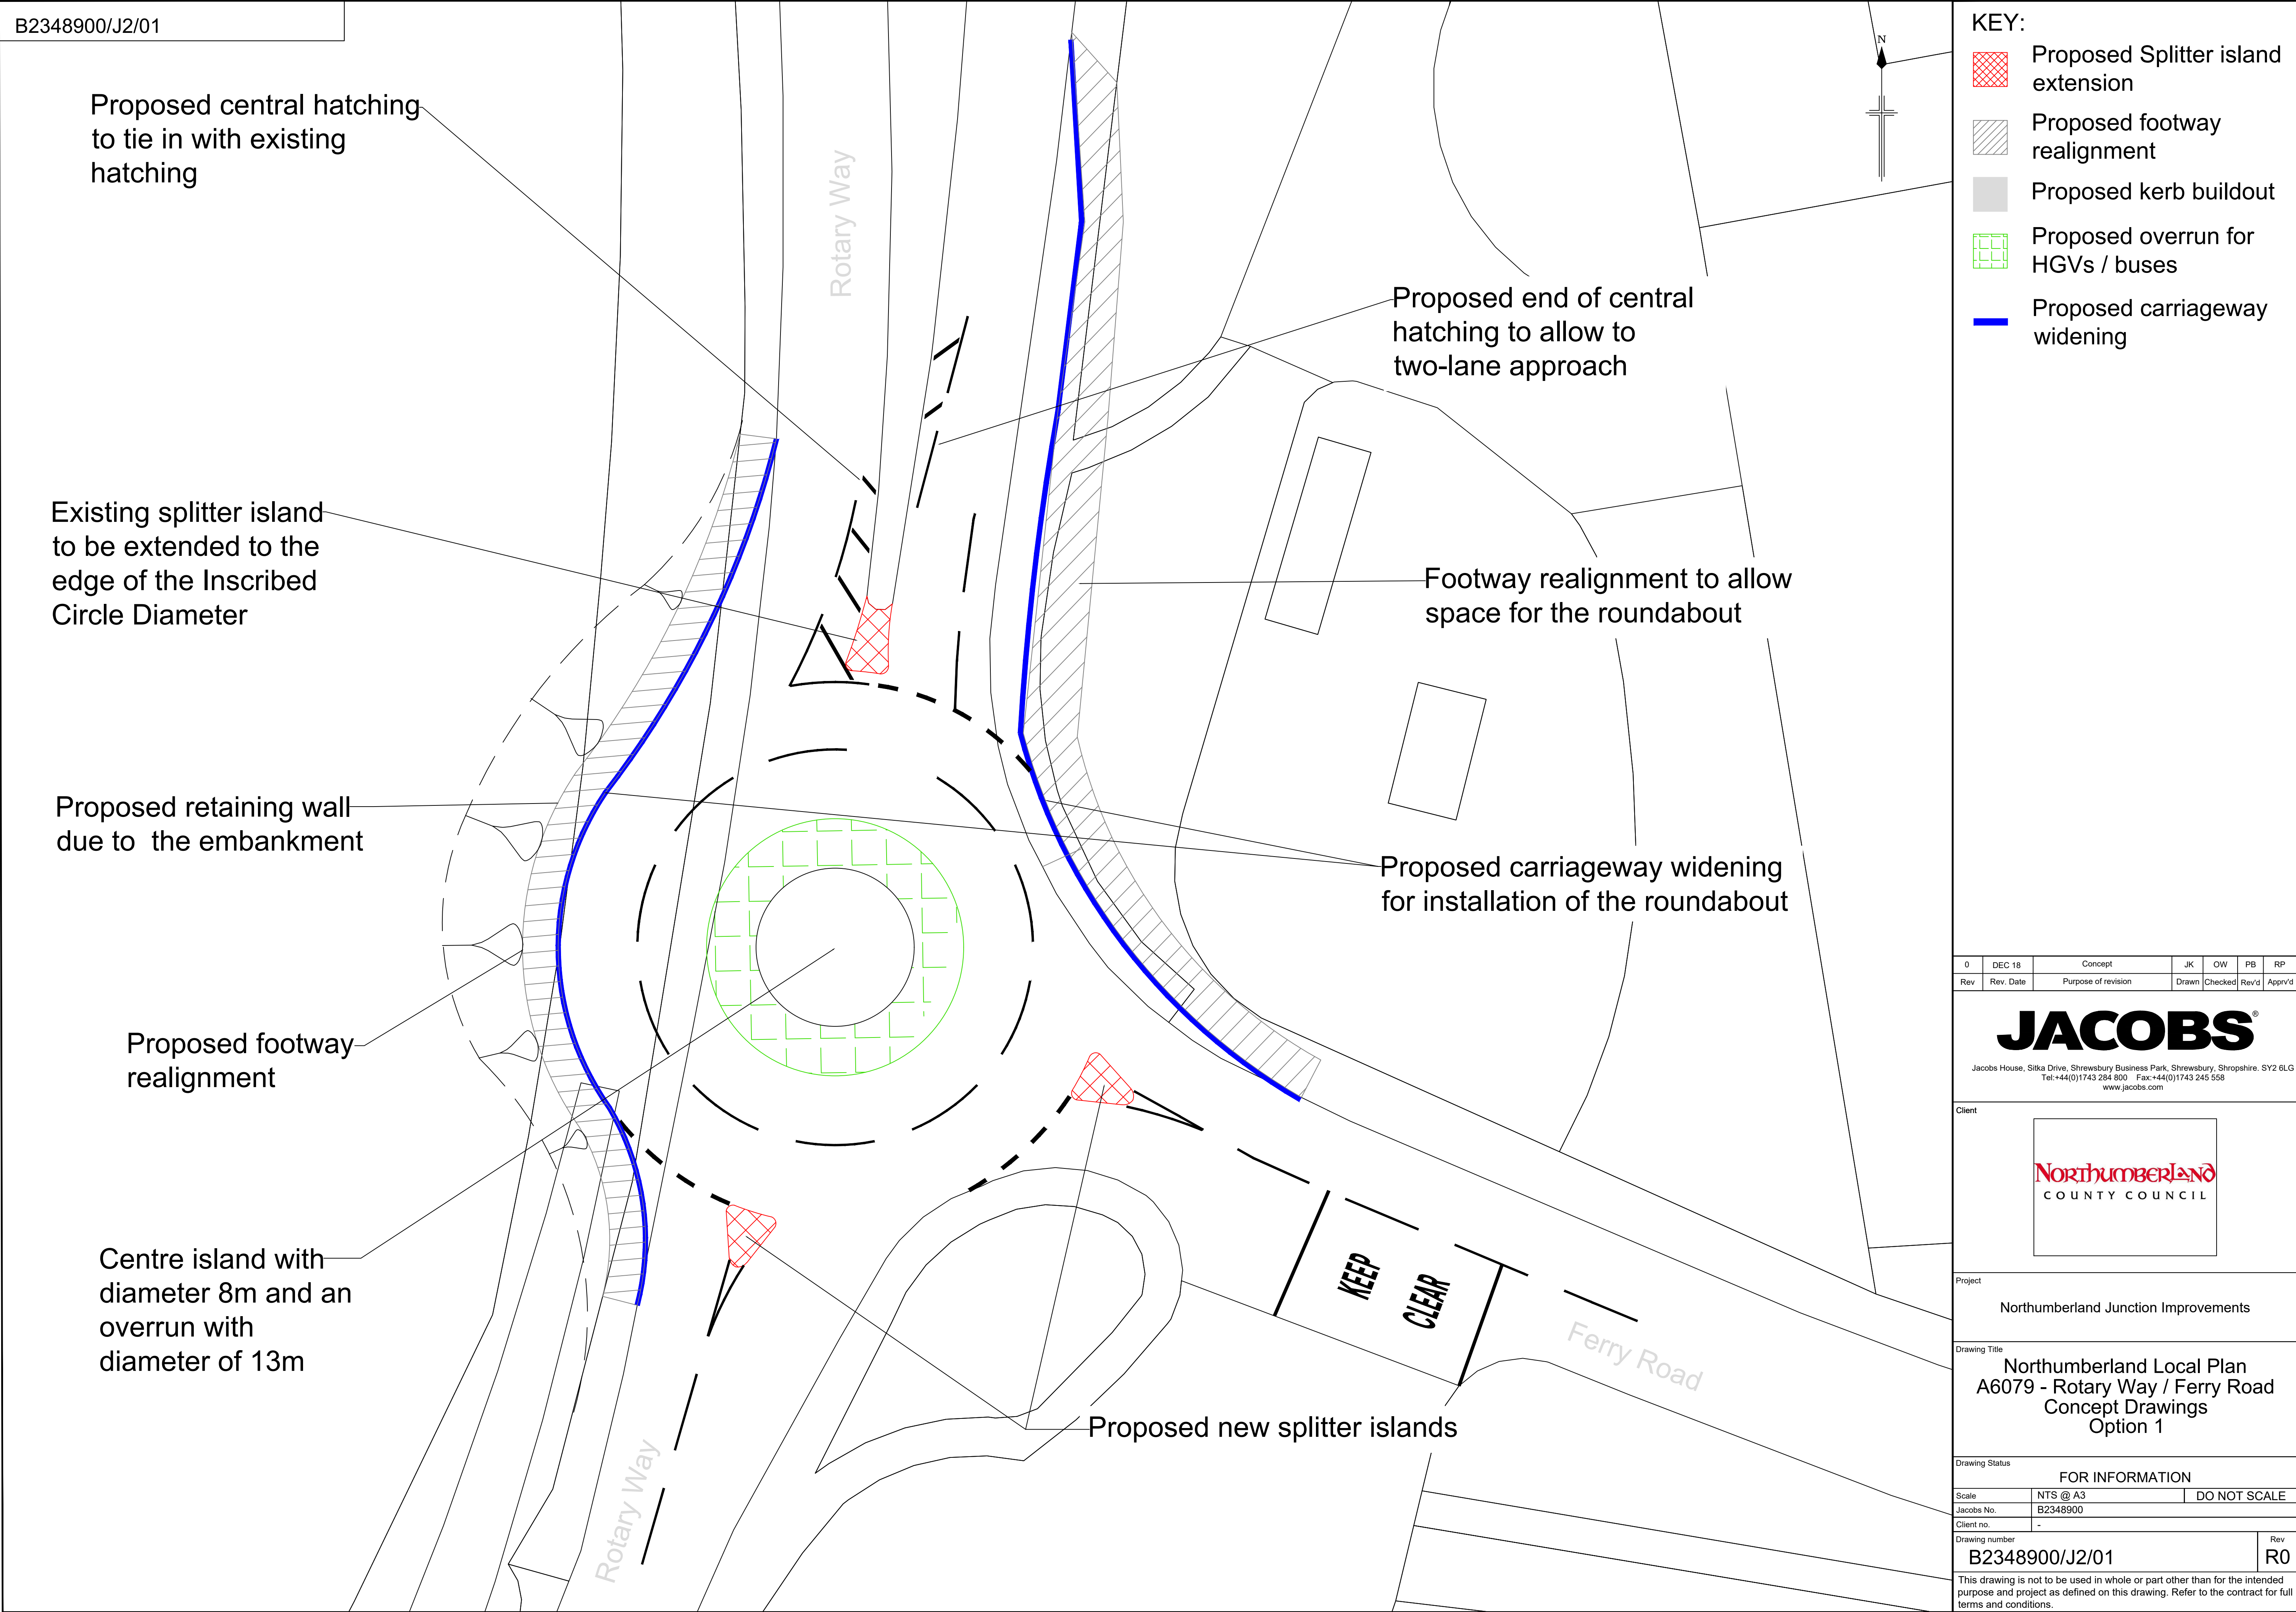 B2348900/J2/01
Proposed central hatching
to tie in with existing
hatching
Rotary Way
Proposed end of central
hatching to allow to
two-lane approach
Existing splitter island
to be extended to the
edge of the Inscribed
Circle Diameter
Footway realignment to allow
space for the roundabout
Proposed retaining wall
due to  the embankment
Proposed carriageway widening
for installation of the roundabout
Proposed footway
realignment
Centre island with
diameter 8m and an
overrun with
diameter of 13m
KEEP
CLEAR
Ferry Road
Proposed new splitter islands
Rotary Way
N
KEY:
Proposed Splitter island
extension
Proposed footway
realignment
Proposed kerb buildout
Proposed overrun for
HGVs / buses
Proposed carriageway
widening
0 DEC 18 Concept JK OW PB RP
Rev Rev. Date Purpose of revision Drawn Checked Rev'd Apprv'd
JACOBS®
Jacobs House, Sitka Drive, Shrewsbury Business Park, Shrewsbury, Shropshire. SY2 6LG
Tel:+44(0)1743 284 800 Fax:+44(0)1743 245 558
www.jacobs.com
Client
NORTHUMBERLAND
COUNTY COUNCIL
Project
Northumberland Junction Improvements
Drawing Title
Northumberland Local Plan
A6079 - Rotary Way / Ferry Road
Concept Drawings
Option 1
Drawing Status
FOR INFORMATION
Scale NTS @ A3 DO NOT SCALE
Jacobs No. B2348900
Client no. -
Drawing number Rev
B2348900/J2/01 R0
This drawing is not to be used in whole or part other than for the intended
purpose and project as defined on this drawing. Refer to the contract for full
terms and conditions.